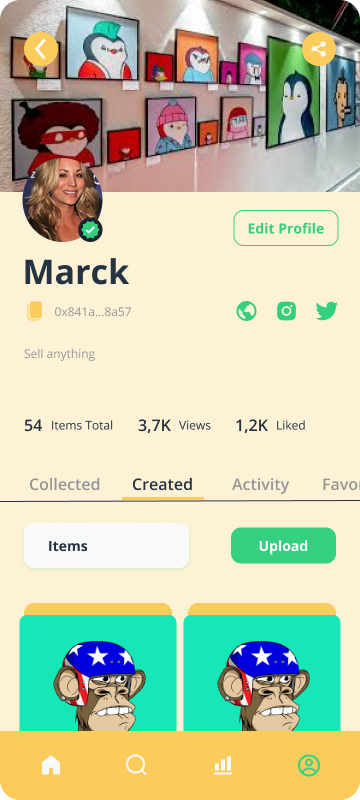 Edit Profile
Marck
0x841a...8a57
Sell anything
54 Items Total 3,7K Views 1,2K Liked
Collected Created Activity Favo
Items Upload